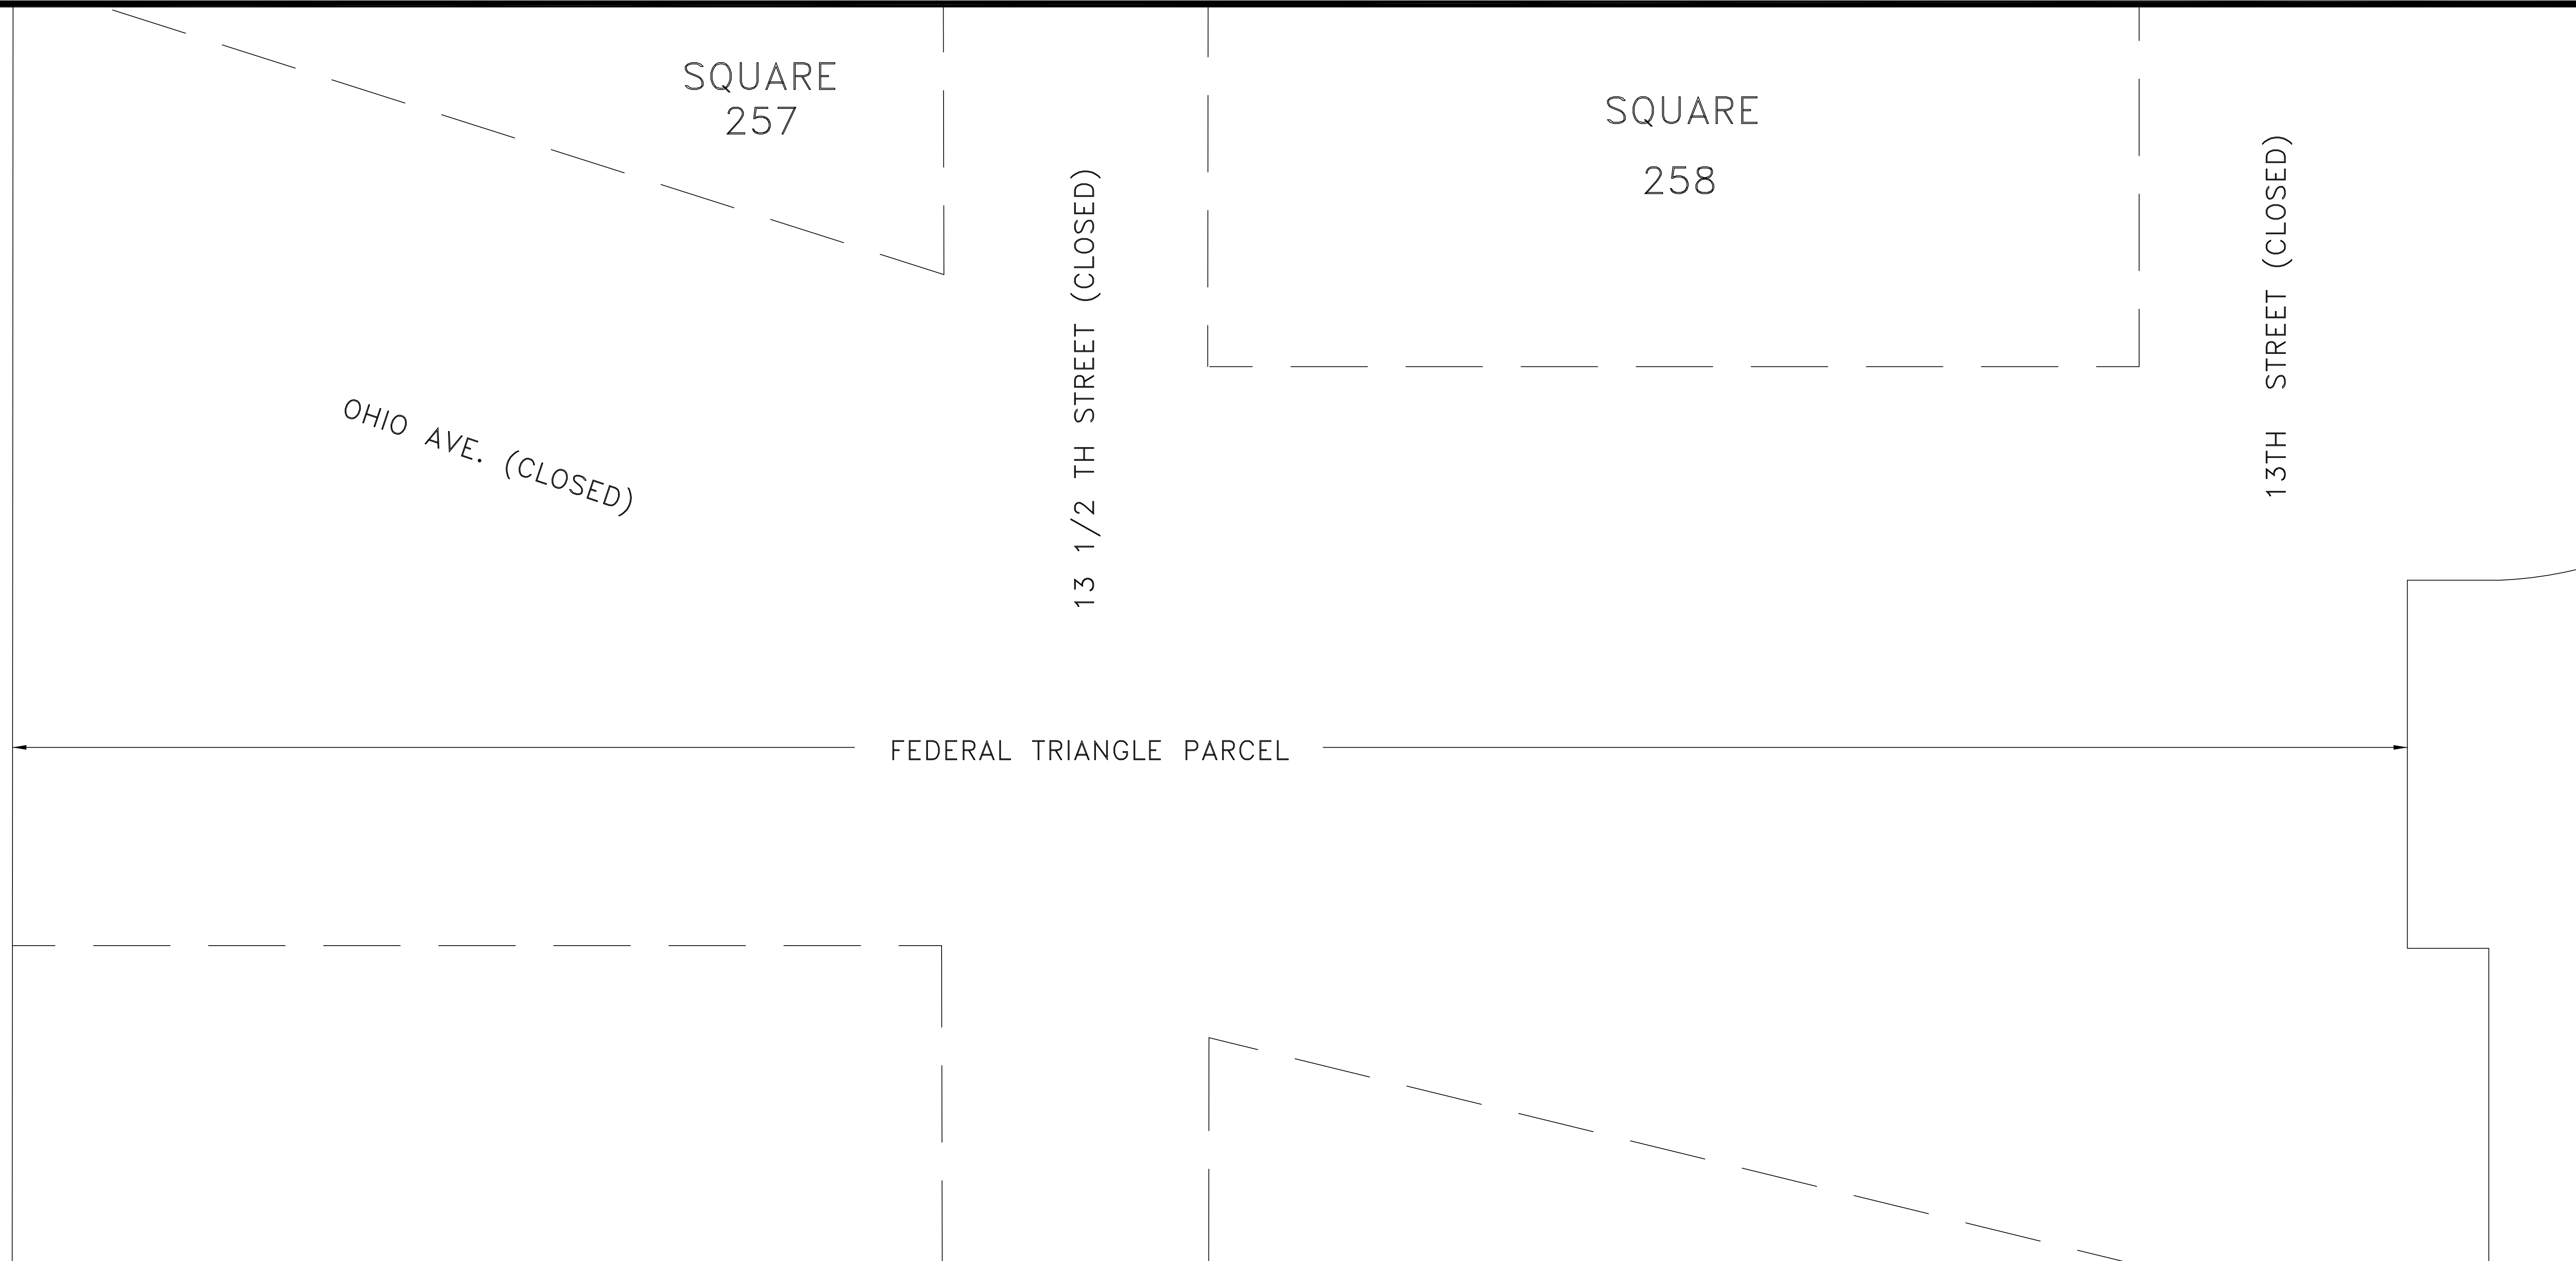 SQUARE
257
SQUARE
258
13 1/2 TH STREET (CLOSED)
13TH STREET (CLOSED)
OHIO AVE. (CLOSED)
FEDERAL TRIANGLE PARCEL